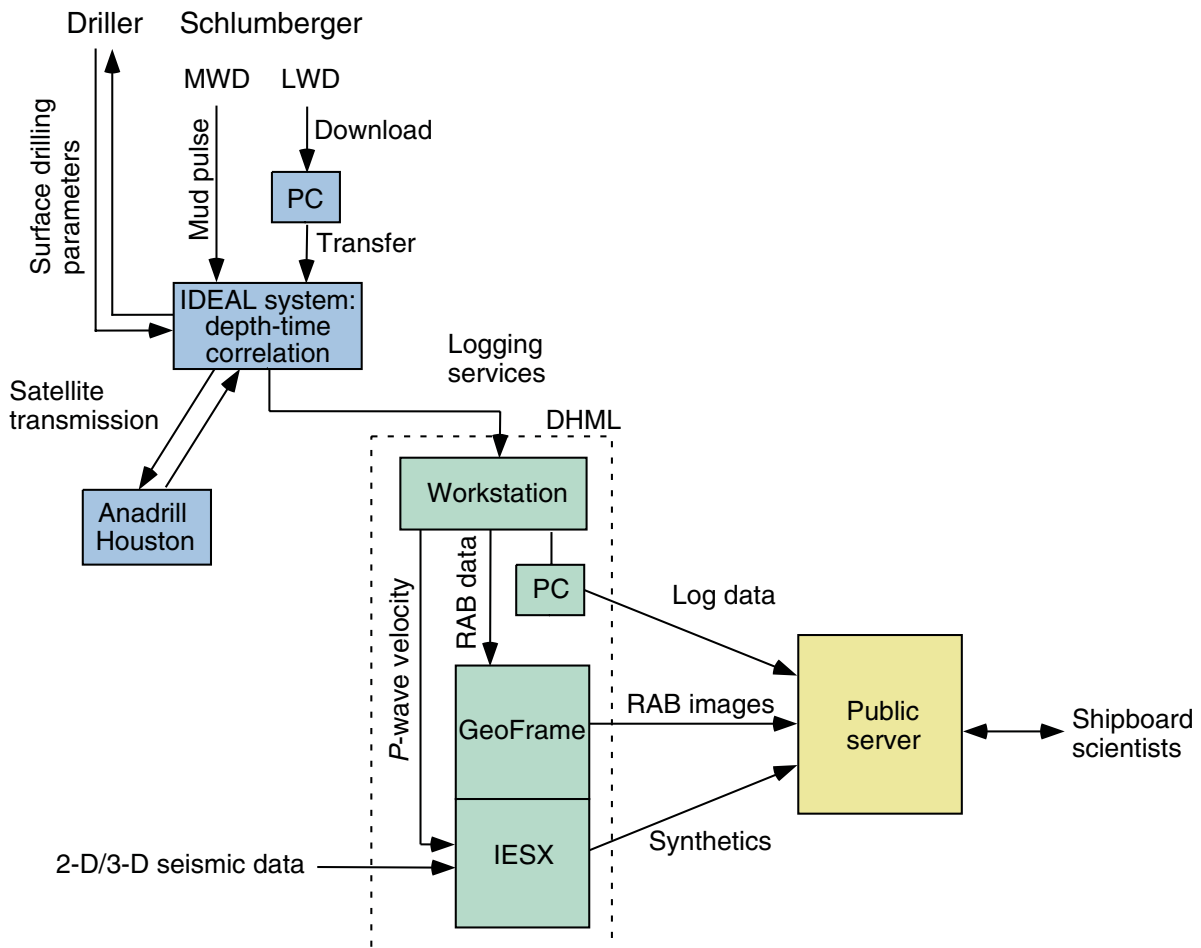 Driller
Schlumberger
MWD
LWD
Surface drilling
parameters
Mud pulse
Download
PC
Transfer
IDEAL system:
depth-time
correlation
Satellite
transmission
Anadrill
Houston
Logging
services
DHML
Workstation
P-wave velocity
RAB data
PC
Log data
GeoFrame
RAB images
Public
server
Shipboard
scientists
IESX
Synthetics
2-D/3-D seismic data